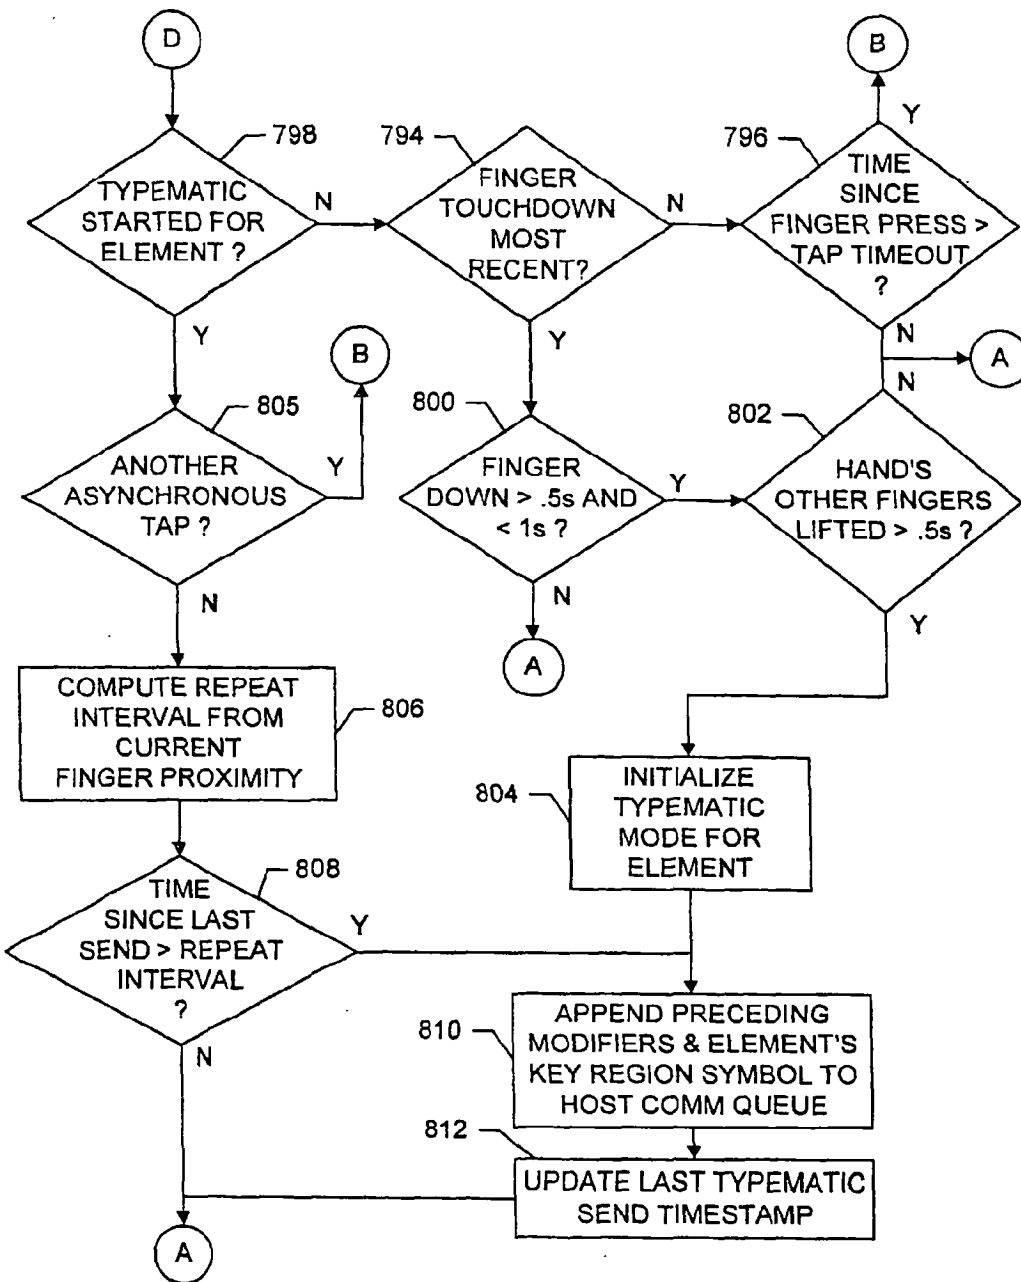 D
B
798
794
796
TYPEMATIC
STARTED FOR
ELEMENT ?
N
FINGER
TOUCHDOWN
MOST
RECENT?
N
Y
TIME
SINCE
FINGER PRESS >
TAP TIMEOUT
?
Y
Y
N
B
A
805
800
802
N
ANOTHER
ASYNCHRONOUS
TAP ?
Y
FINGER
DOWN > .5s AND
< 1s ?
Y
HAND'S
OTHER FINGERS
LIFTED > .5s ?
N
N
Y
A
COMPUTE REPEAT
INTERVAL FROM
CURRENT
FINGER PROXIMITY
806
804
INITIALIZE
TYPEMATIC
MODE FOR
ELEMENT
808
TIME
SINCE LAST
SEND > REPEAT
INTERVAL
?
Y
N
810
APPEND PRECEDING
MODIFIERS & ELEMENT'S
KEY REGION SYMBOL TO
HOST COMM QUEUE
812
UPDATE LAST TYPEMATIC
SEND TIMESTAMP
A